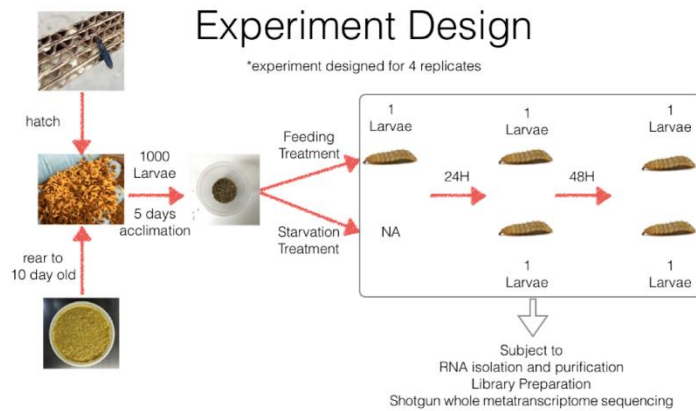 Experiment Design
*experiment designed for 4 replicates
hatch
1000
Larvae
5 days
acclimation
rear to
10 day old
Feeding
Treatment
Starvation
Treatment
1
Larvae
NA
24H
1
Larvae
1
Larvae
48H
1
Larvae
1
Larvae
Subject to
RNA isolation and purification
Library Preparation
Shotgun whole metatranscriptome sequencing